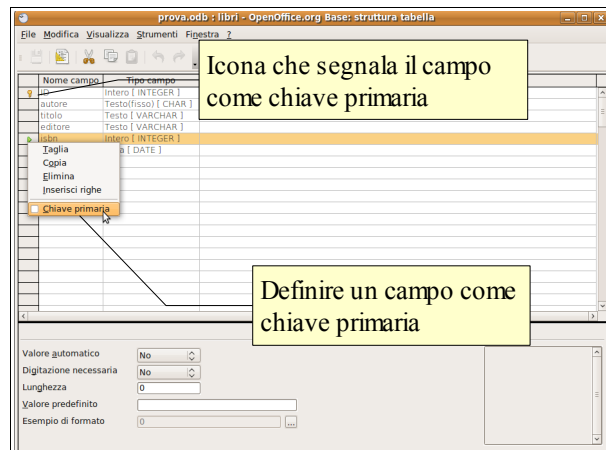 prova.odb : libri - OpenOffice.org Base: struttura tabella
File Modifica Visualizza Strumenti Finestra ?
Icona che segnala il campo
come chiave primaria
Nome campo Tipo campo
ID Intero [ INTEGER ]
autore Testo(fisso) [ CHAR ]
titolo Testo [ VARCHAR ]
editore Testo [ VARCHAR ]
isbn Intero [ INTEGER ]
[ DATE ]
Taglia
Copia
Elimina
Inserisci righe
Chiave primaria
Definire un campo come
chiave primaria
Valore automatico No
Digitazione necessaria No
Lunghezza 0
Valore predefinito
Esempio di formato 0 ...